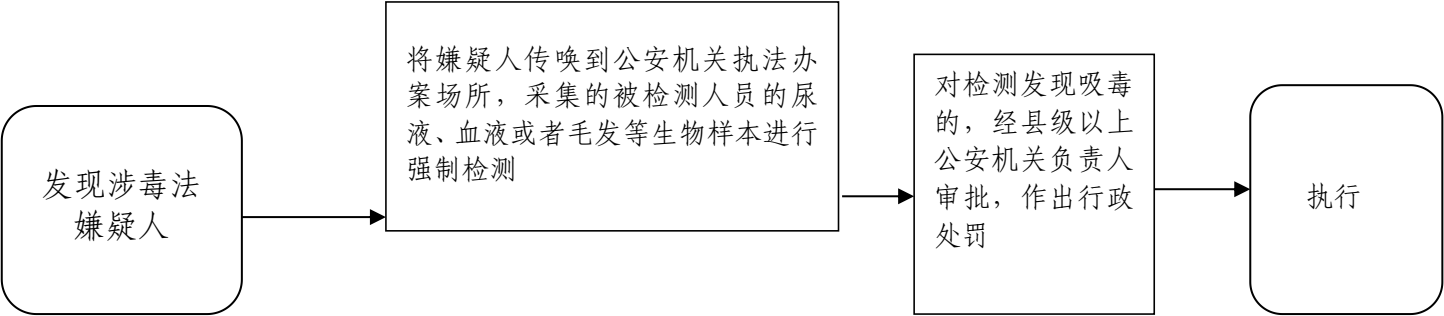 发现涉毒法
嫌疑人
将嫌疑人传唤到公安机关执法办
案场所，采集的被检测人员的尿
液、血液或者毛发等生物样本进行
强制检测
对检测发现吸毒
的，经县级以上
公安机关负责人
审批，作出行政
处罚
执行